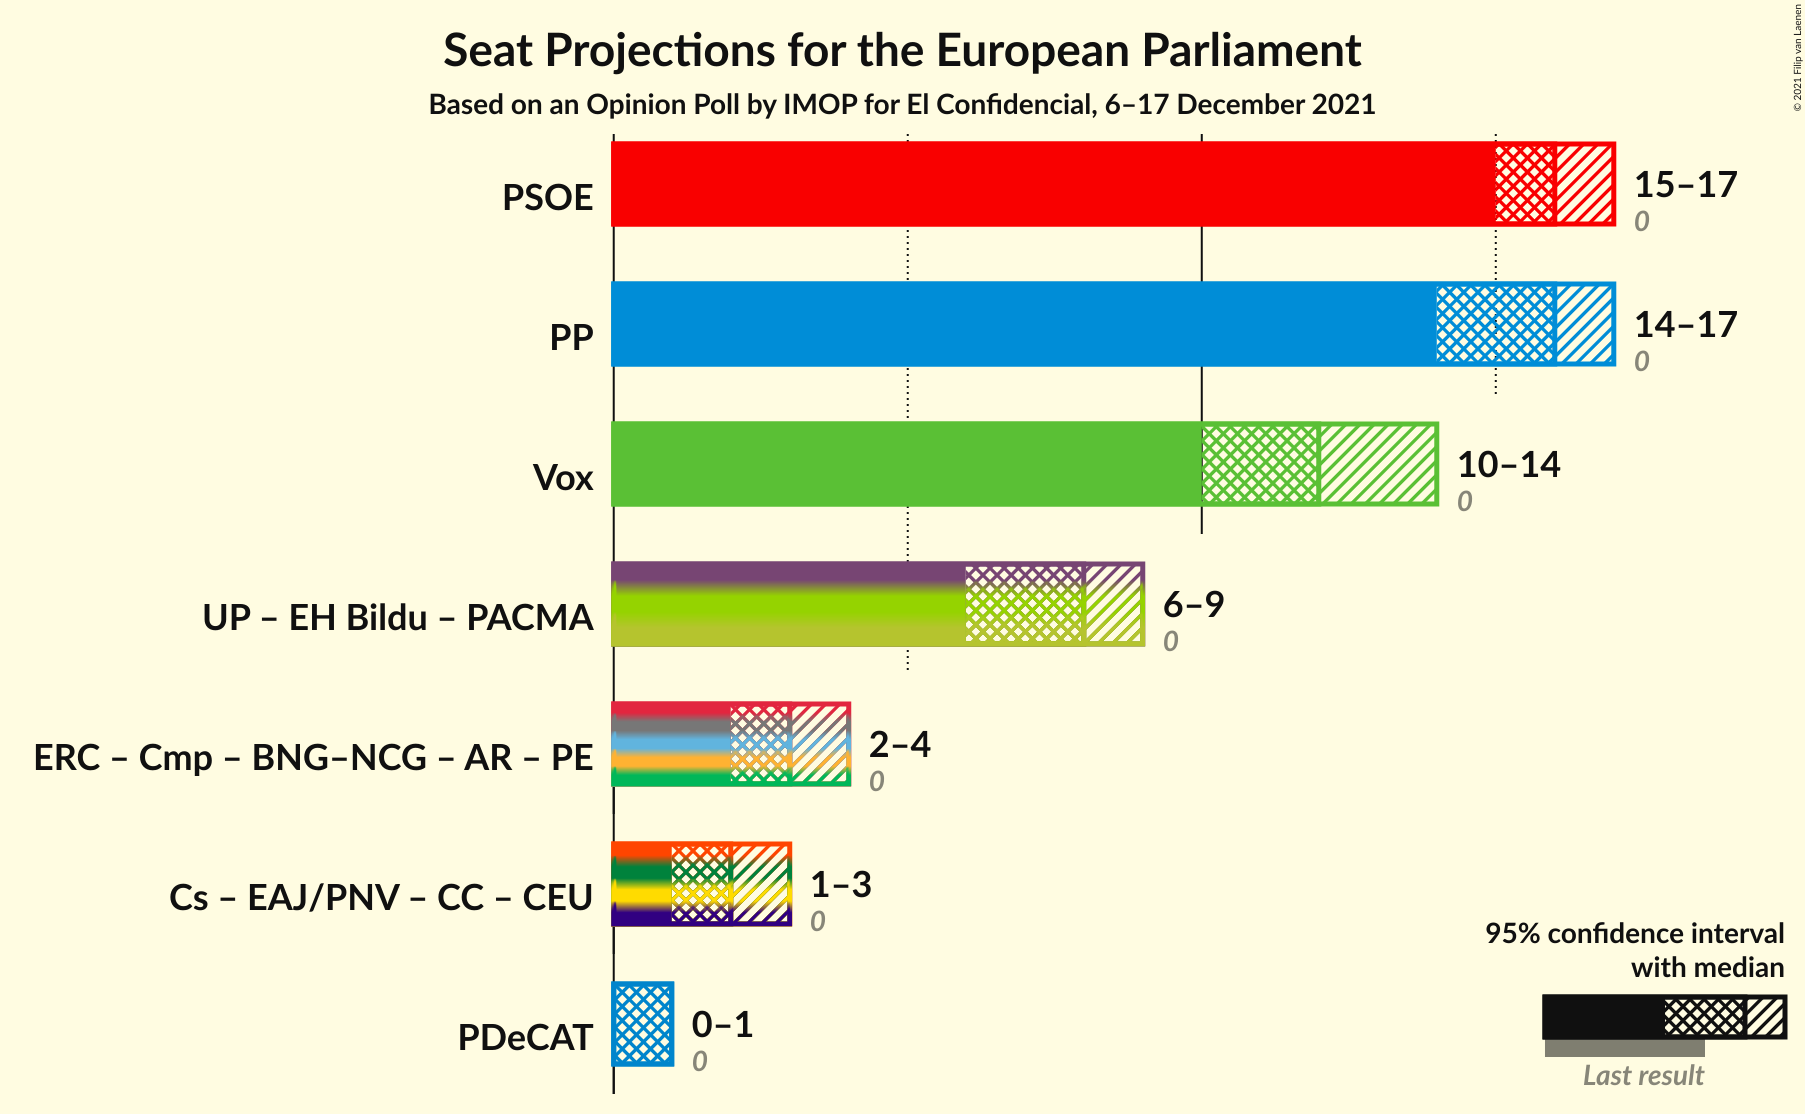 Seat Projections for the European Parliament
Based on an Opinion Poll by IMOP for El Confidencial, 6–17 December 2021
© 2021 Filip van Laenen
PSOE
15–17
0
PP
14–17
0
Vox
10–14
0
UP – EH Bildu – PACMA
6–9
0
ERC – Cmp – BNG–NCG – AR – PE
2–4
0
Cs – EAJ/PNV – CC – CEU
1–3
0
PDeCAT
0–1
0
95% confidence interval
with median
Last result